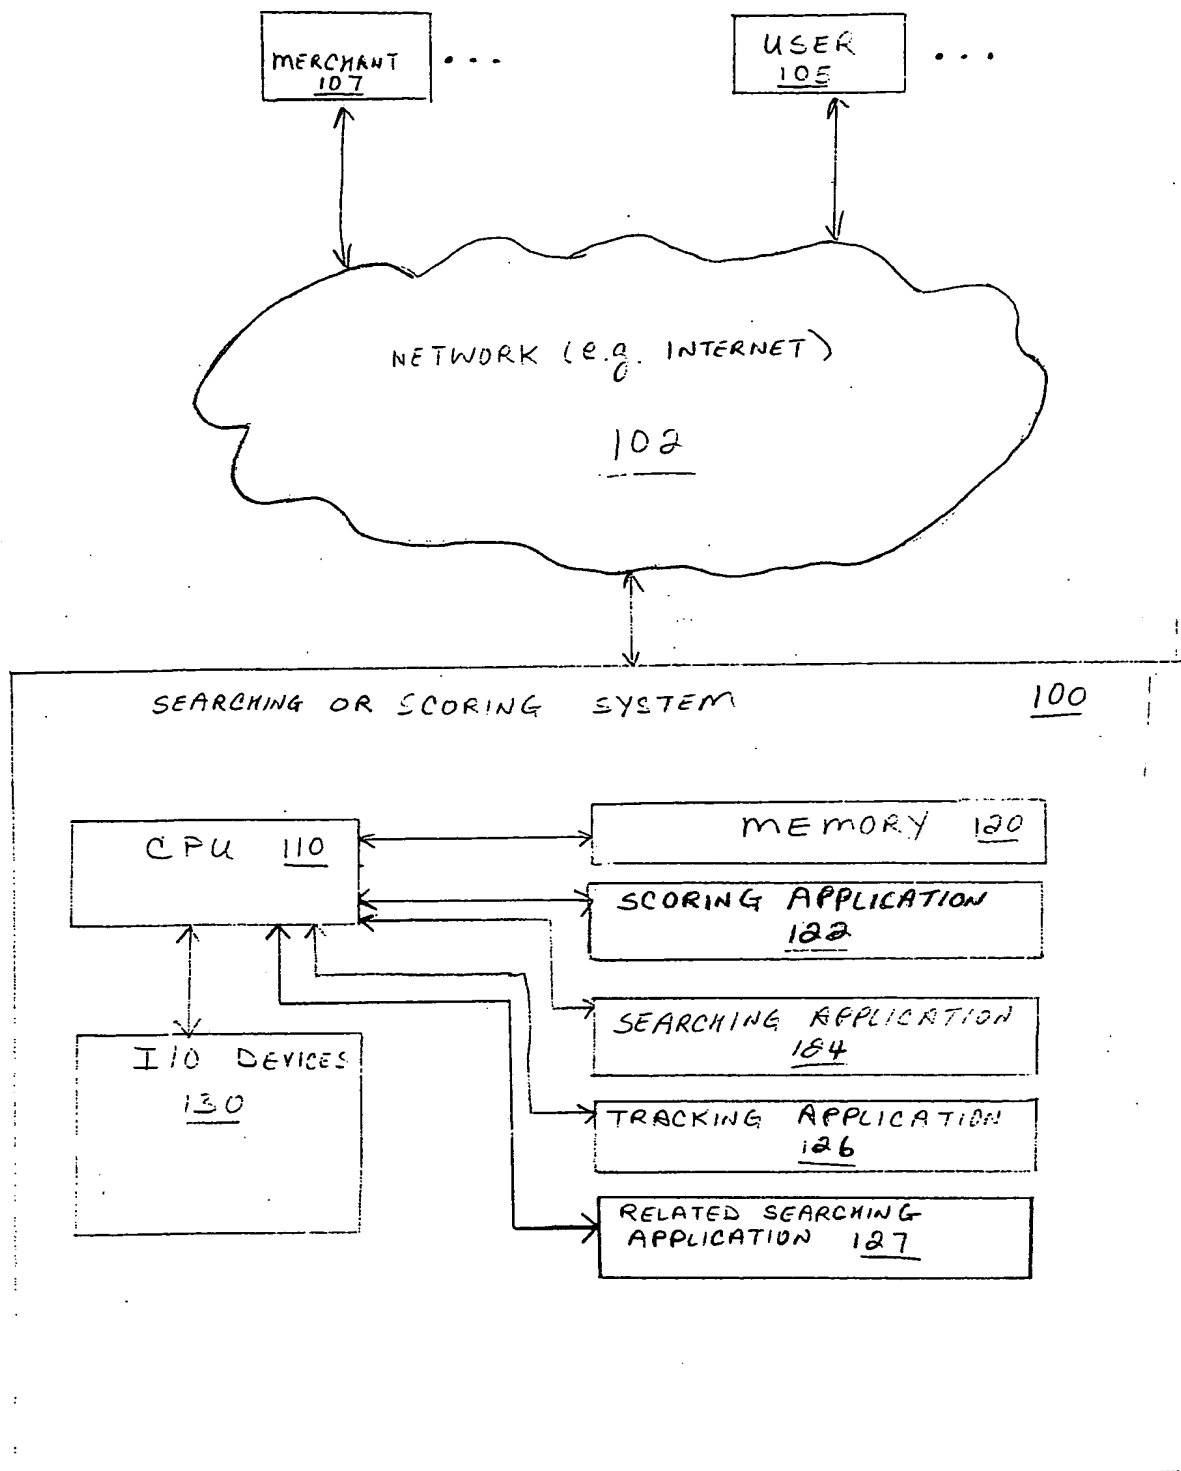 MERCHANT ...
107
USER ...
105
NETWORK (e.g. INTERNET)
102
SEARCHING OR SCORING SYSTEM 100
CPU 110
MEMORY 120
SCORING APPLICATION
122
SEARCHING APPLICATION
124
I/O DEVICES
130
TRACKING APPLICATION
126
RELATED SEARCHING
APPLICATION 127